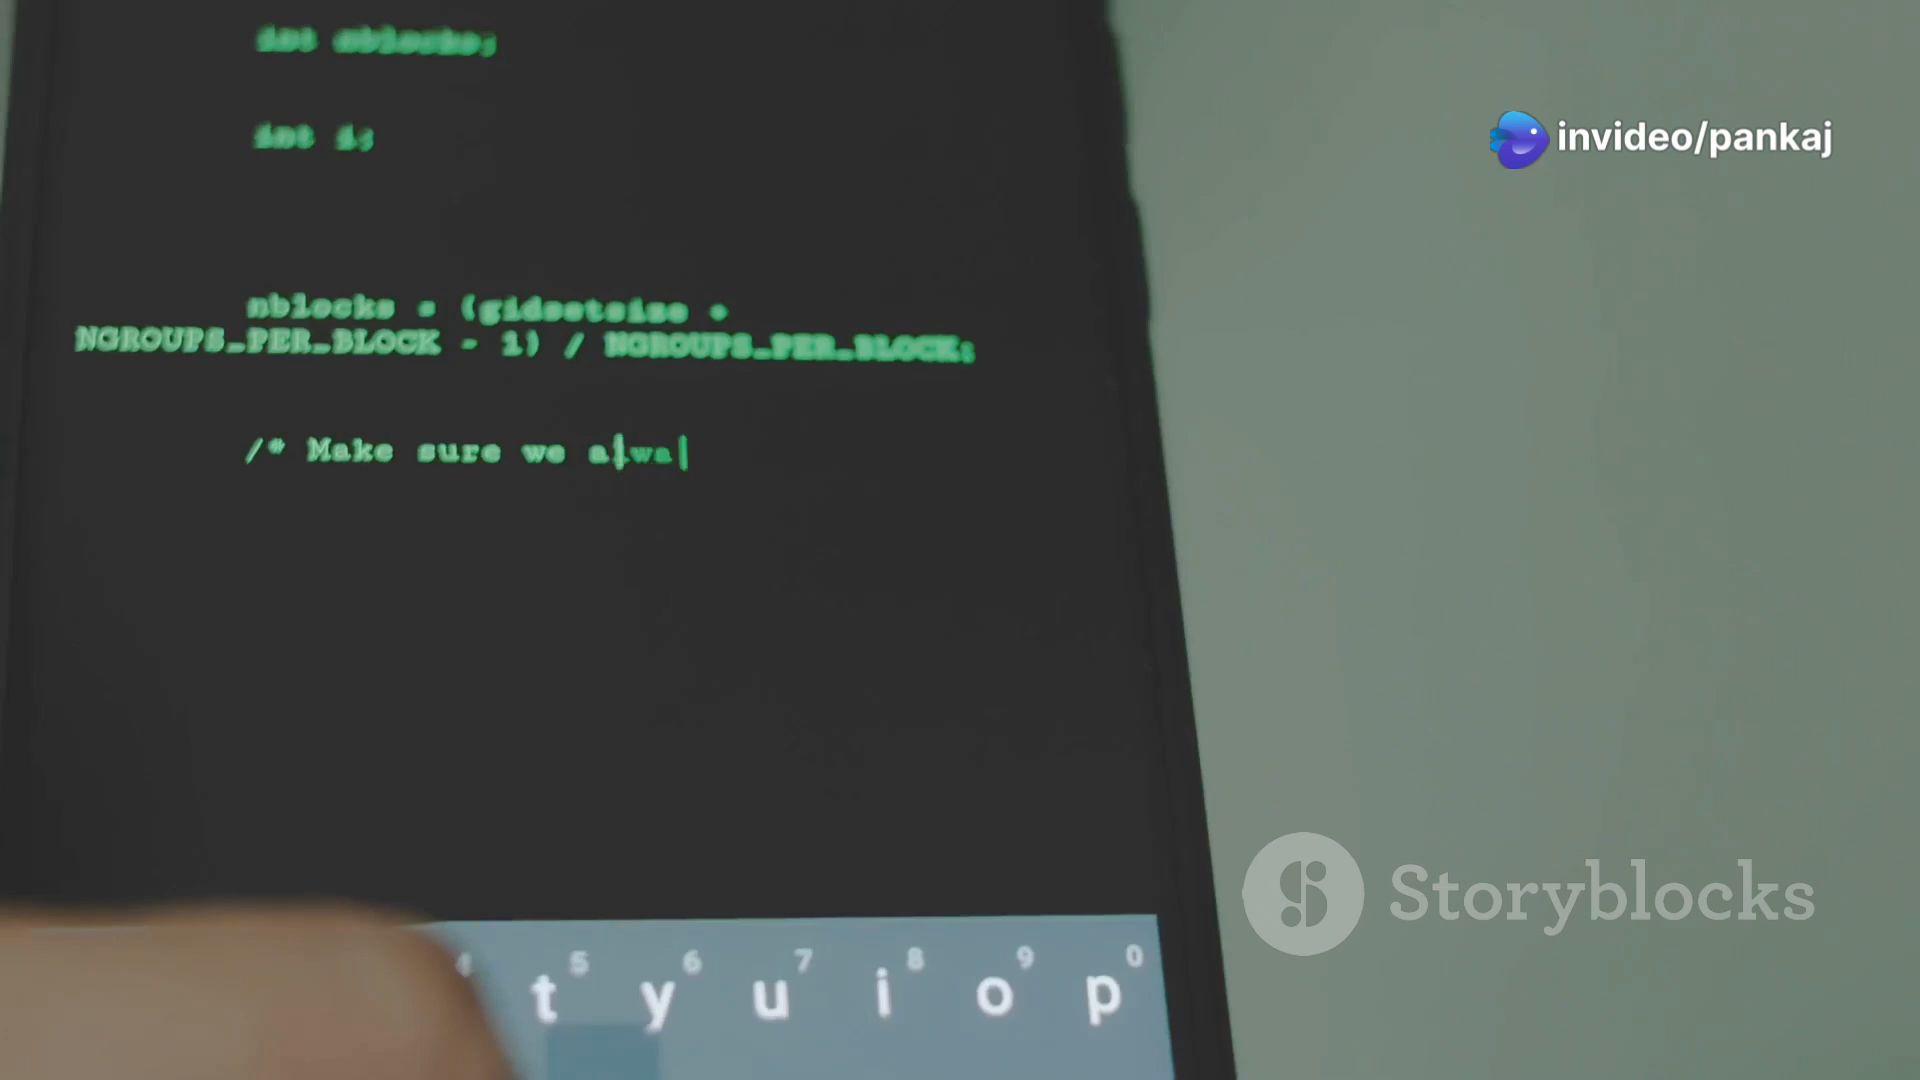 int nblocks;
invideo/pankaj
int i;
nblocks = (gidsetsize +
NGROUPS_PER_BLOCK - 1) / NGROUPS_PER_BLOCK;
/* Make sure we alwa
Storyblocks
4 5 6 7 8 9 0
t y u i o p